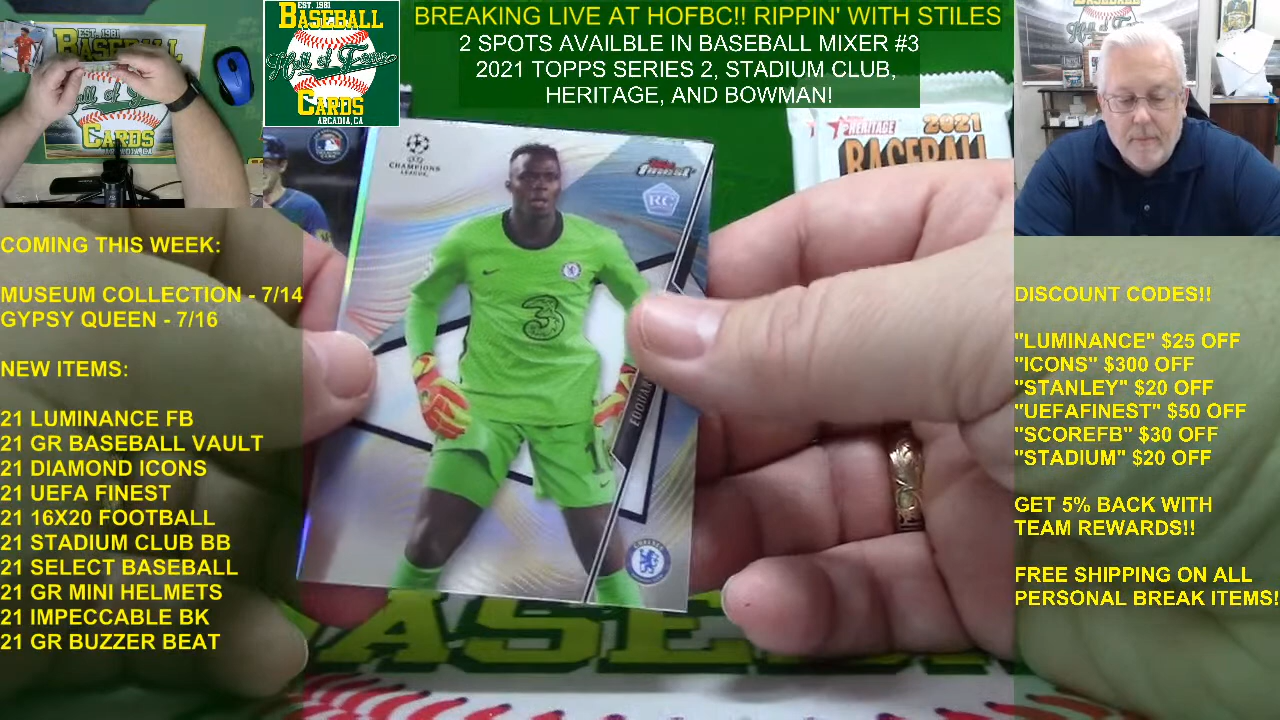 BREAKING LIVE AT HOFBC!! RIPPIN' WITH STILES
2 SPOTS AVAILBLE IN BASEBALL MIXER #3
2021 TOPPS SERIES 2, STADIUM CLUB,
HERITAGE, AND BOWMAN!
EST. 1981
BASEBALL
Hall of Fame
CARDS
ARCADIA, CA
COMING THIS WEEK:
MUSEUM COLLECTION - 7/14
GYPSY QUEEN - 7/16
NEW ITEMS:
21 LUMINANCE FB
21 GR BASEBALL VAULT
21 DIAMOND ICONS
21 UEFA FINEST
21 16X20 FOOTBALL
21 STADIUM CLUB BB
21 SELECT BASEBALL
21 GR MINI HELMETS
21 IMPECCABLE BK
21 GR BUZZER BEAT
CHAMPIONS
LEAGUE
Topps
finest
RC
3
EDOUA
HERITAGE
2021
BASEBALL
DISCOUNT CODES!!
"LUMINANCE" $25 OFF
"ICONS" $300 OFF
"STANLEY" $20 OFF
"UEFAFINEST" $50 OFF
"SCOREFB" $30 OFF
"STADIUM" $20 OFF
GET 5% BACK WITH
TEAM REWARDS!!
FREE SHIPPING ON ALL
PERSONAL BREAK ITEMS!